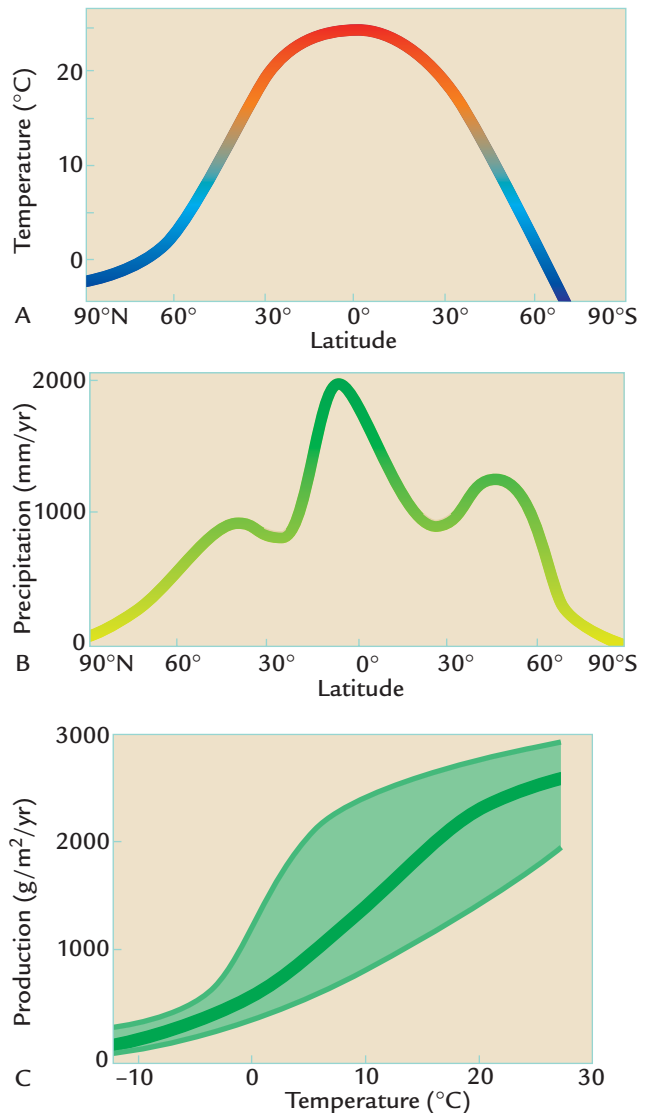 Temperature (°C)
20
10
0
A
90°N 60° 30° 0° 30° 60° 90°S
Latitude
Precipitation (mm/yr)
2000
1000
0
B
90°N 60° 30° 0° 30° 60° 90°S
Latitude
Production (g/m²/yr)
3000
2000
1000
0
C
–10 0 10 20 30
Temperature (°C)